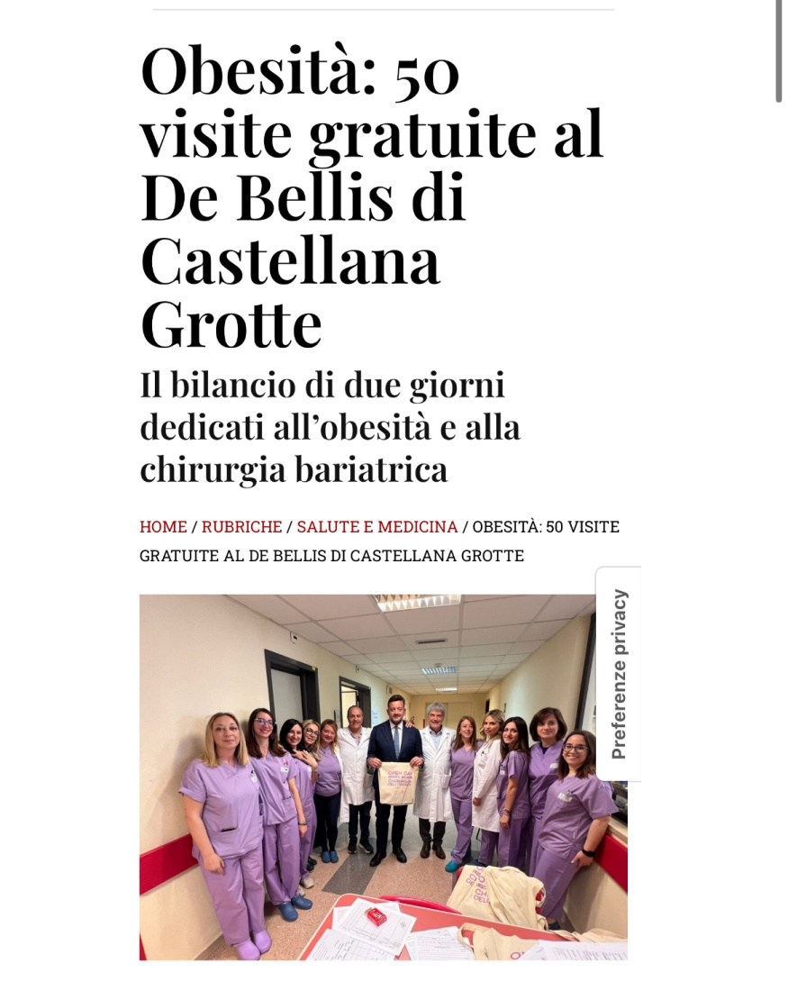 Obesità: 50
visite gratuite al
De Bellis di
Castellana
Grotte
Il bilancio di due giorni
dedicati all’obesità e alla
chirurgia bariatrica
HOME / RUBRICHE / SALUTE E MEDICINA / OBESITÀ: 50 VISITE
GRATUITE AL DE BELLIS DI CASTELLANA GROTTE
Preferenze privacy
OPEN DAY
CHIRURGIA